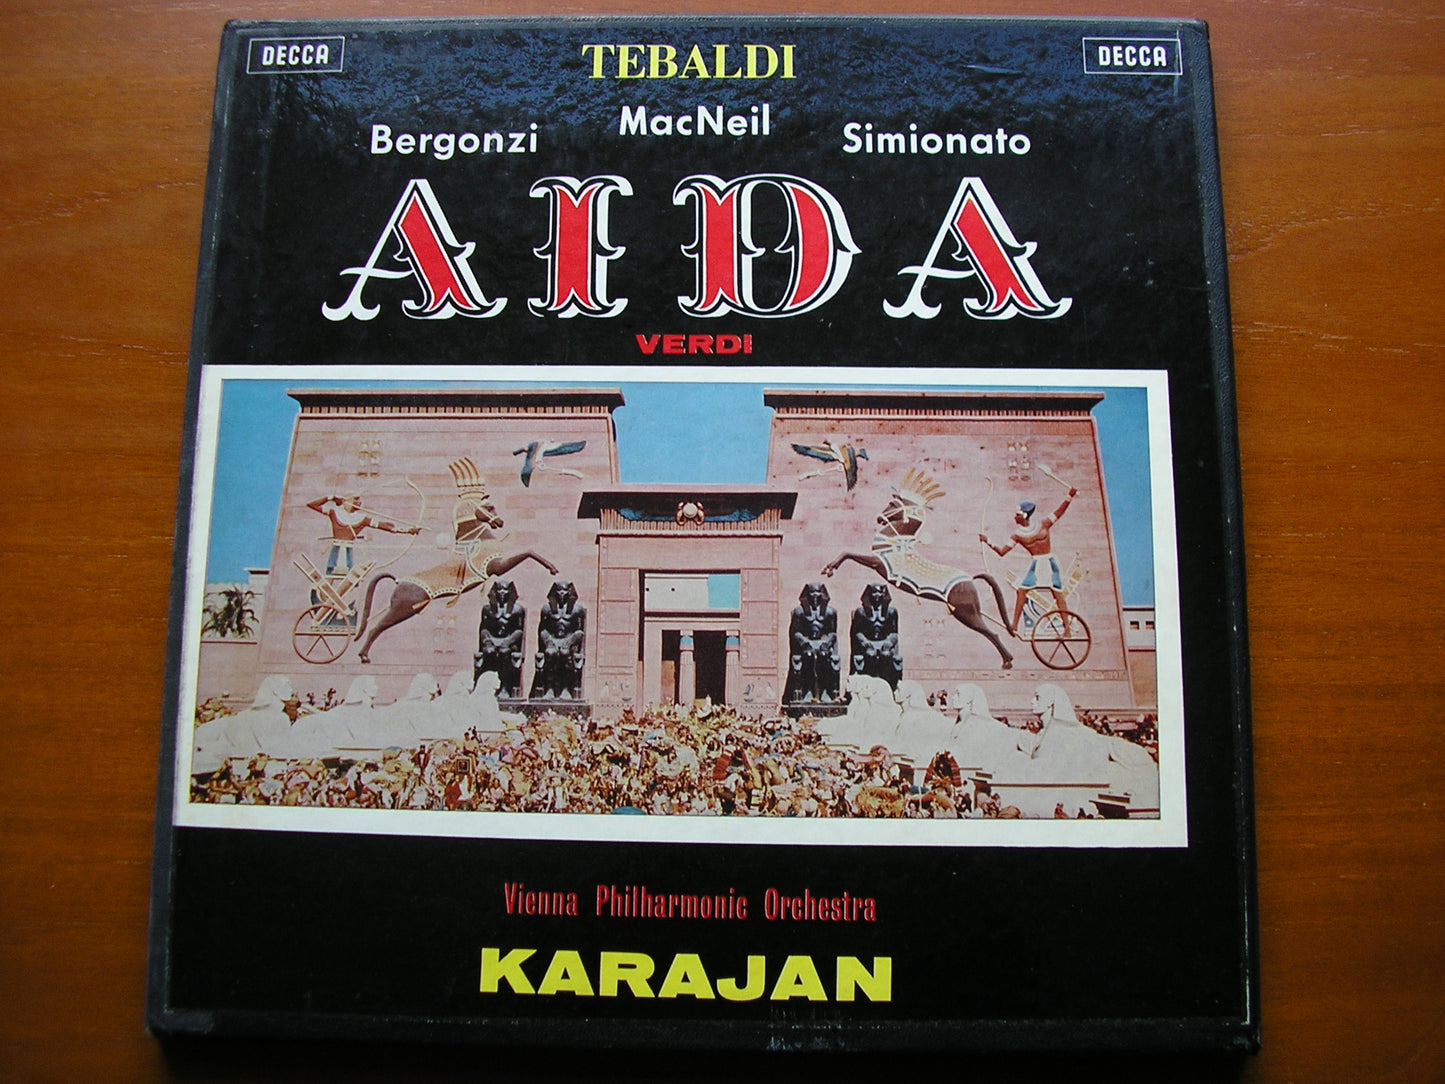 DECCA
DECCA
TEBALDI
MacNeil
Bergonzi
Simionato
AIDA
VERDI
Vienna Philharmonic Orchestra
KARAJAN